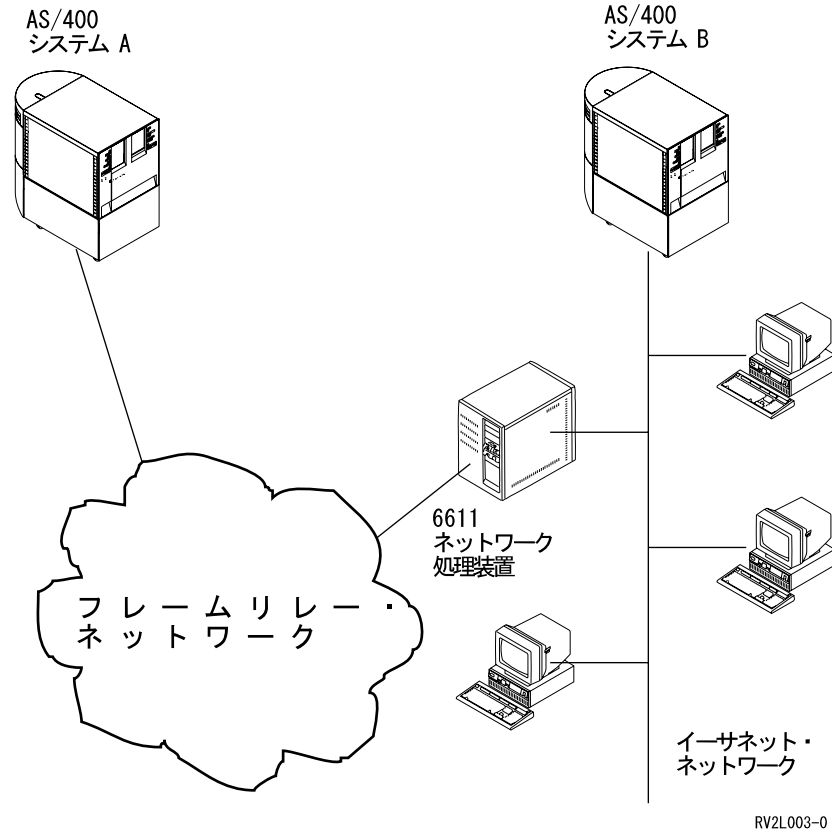 AS/400
システム A
AS/400
システム B
6611
ネットワーク
処理装置
フレームリレー・
ネットワーク
イーサネット・
ネットワーク
RV2L003-0